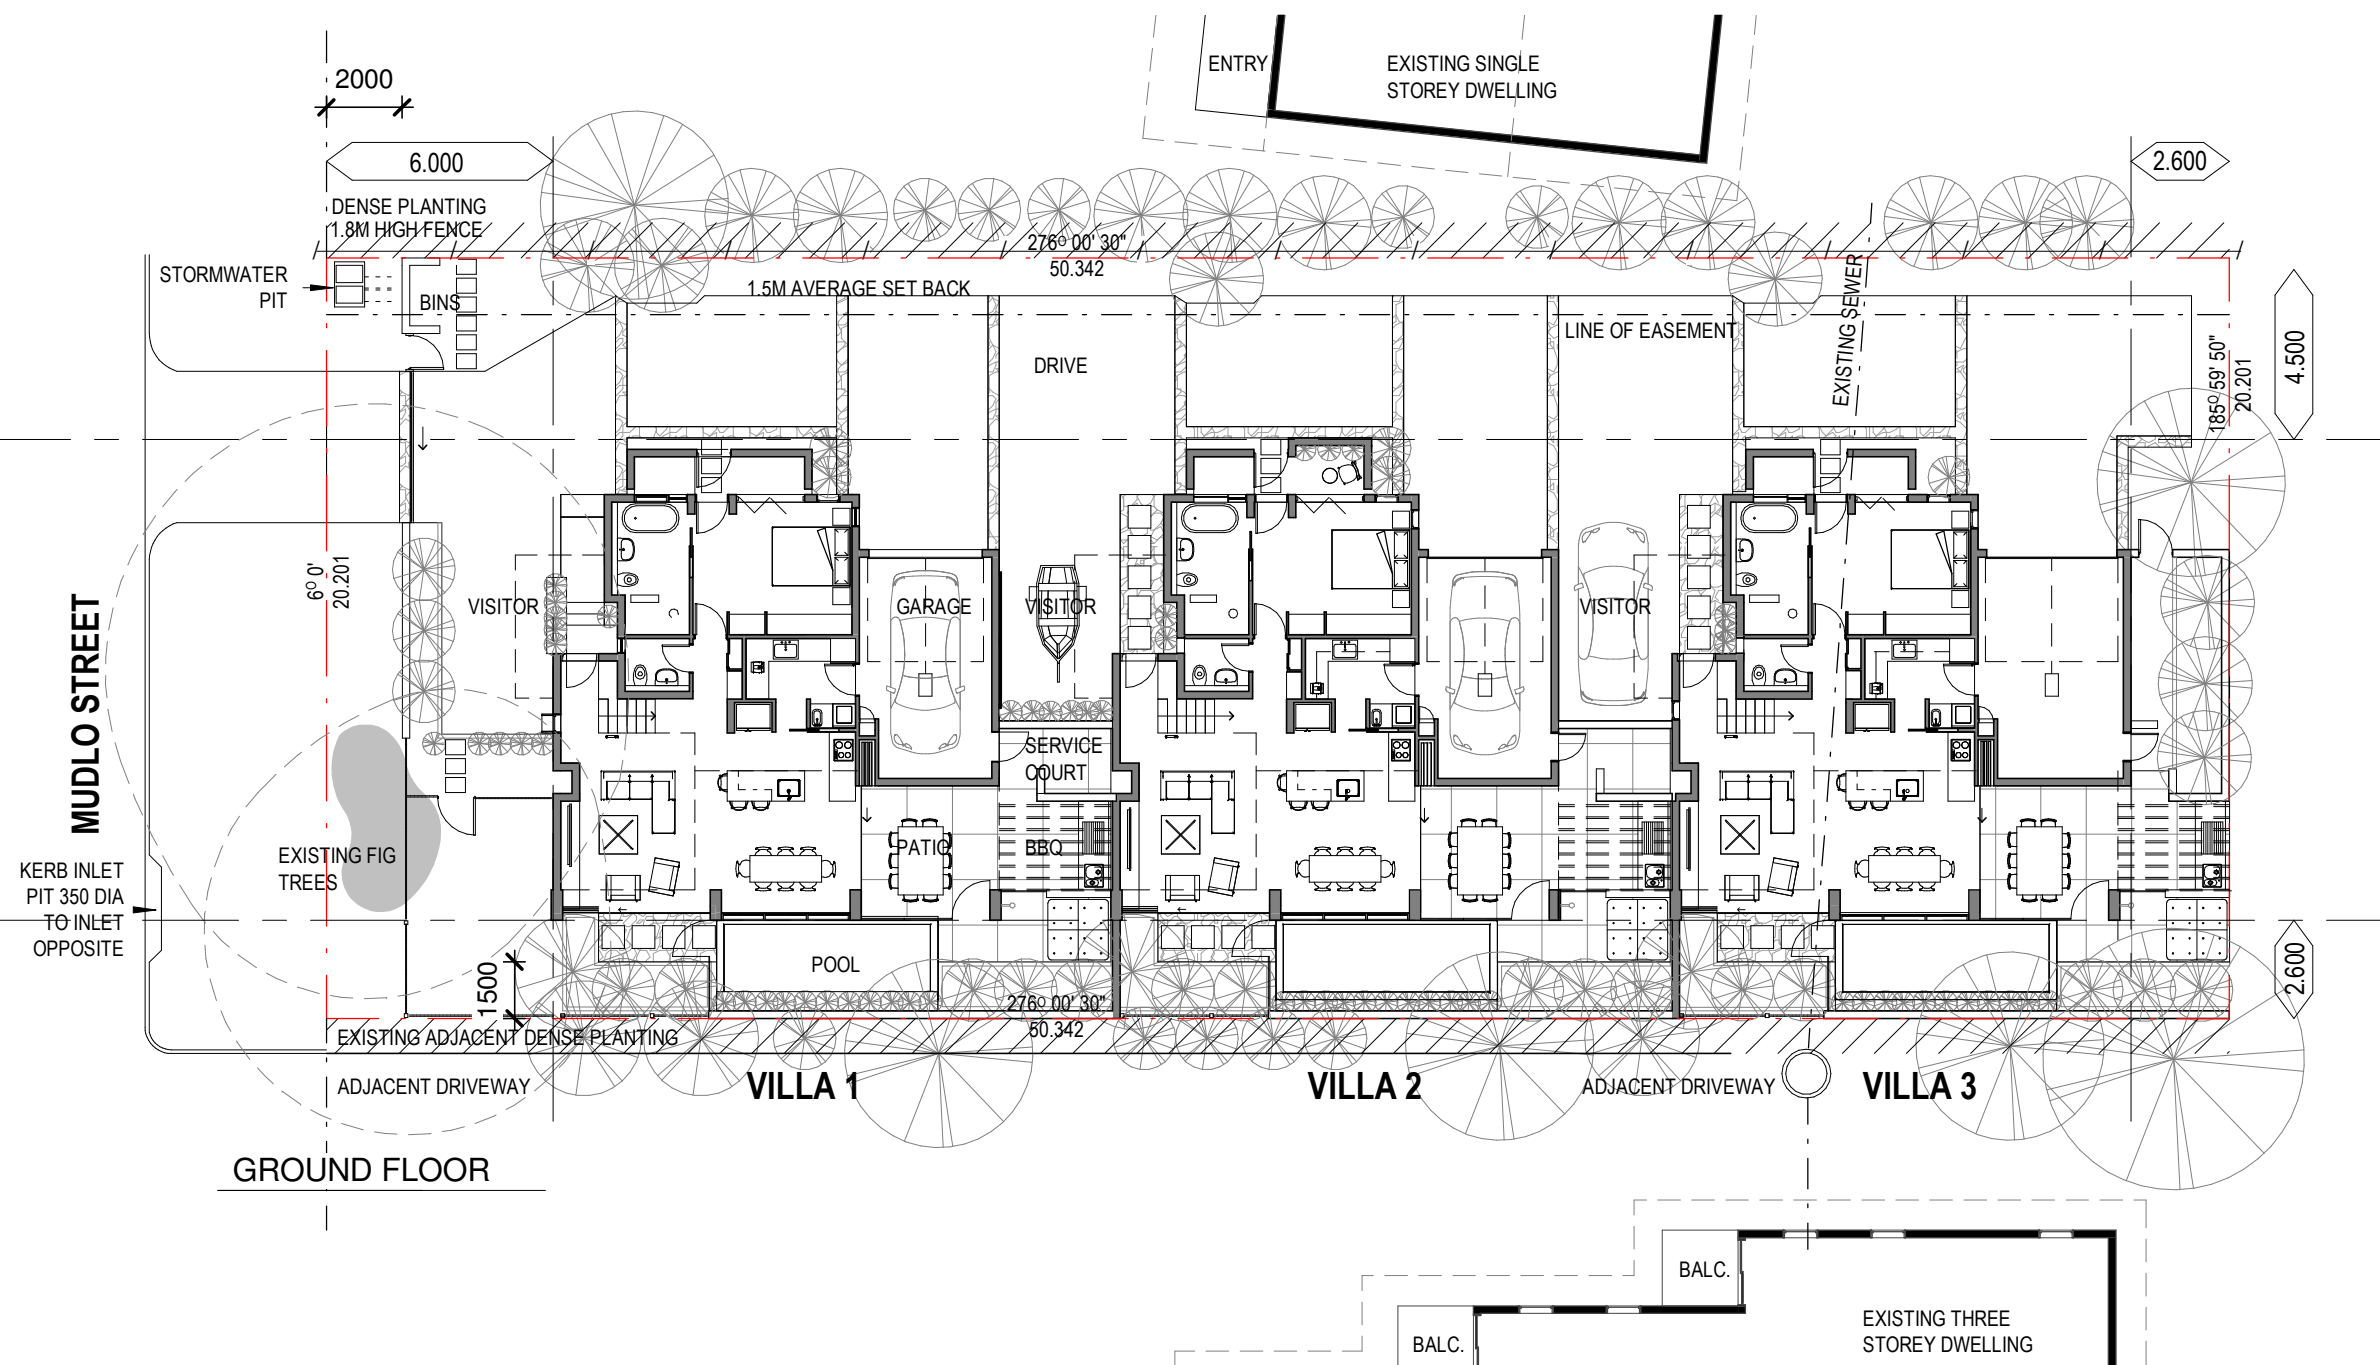 ENTRY
EXISTING SINGLE
STOREY DWELLING
2000
6.000
2.600
DENSE PLANTING
1.8M HIGH FENCE
276⁰ 00' 30"
50.342
STORMWATER
PIT
BINS
1.5M AVERAGE SET BACK
LINE OF EASEMENT
EXISTING SEWER
DRIVE
185⁰ 59' 50"
20.201
4.500
6⁰ 0'
20.201
VISITOR
GARAGE
VISITOR
VISITOR
MUDLO STREET
SERVICE
COURT
EXISTING FIG
TREES
PATIO
BBQ
KERB INLET
PIT 350 DIA
TO INLET
OPPOSITE
POOL
1500
2.600
276⁰ 00' 30"
50.342
EXISTING ADJACENT DENSE PLANTING
ADJACENT DRIVEWAY
VILLA 1
VILLA 2
ADJACENT DRIVEWAY
VILLA 3
GROUND FLOOR
BALC.
BALC.
EXISTING THREE
STOREY DWELLING